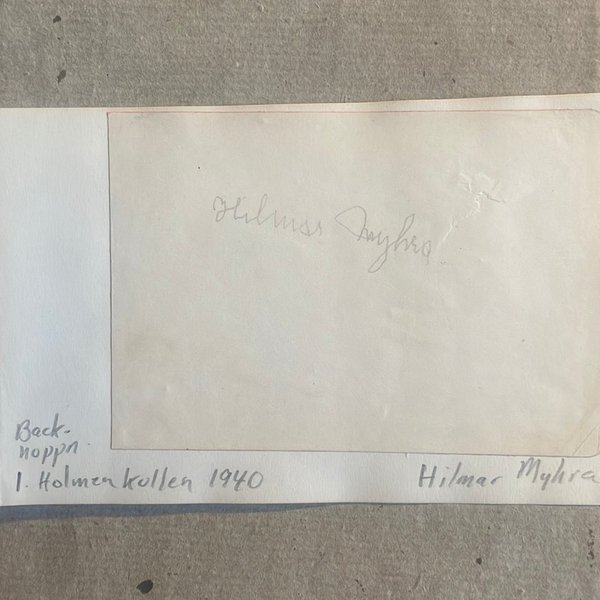 Hilmar Myhra
Back-
hoppn.
1. Holmenkollen 1940
Hilmar Myhra